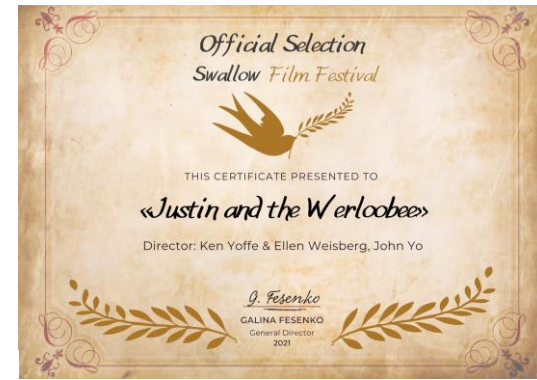 Official Selection
Swallow Film Festival
THIS CERTIFICATE PRESENTED TO
«Justin and the Werloobee»
Director: Ken Yoffe & Ellen Weisberg, John Yo
G. Fesenko
GALINA FESENKO
General Director
2021